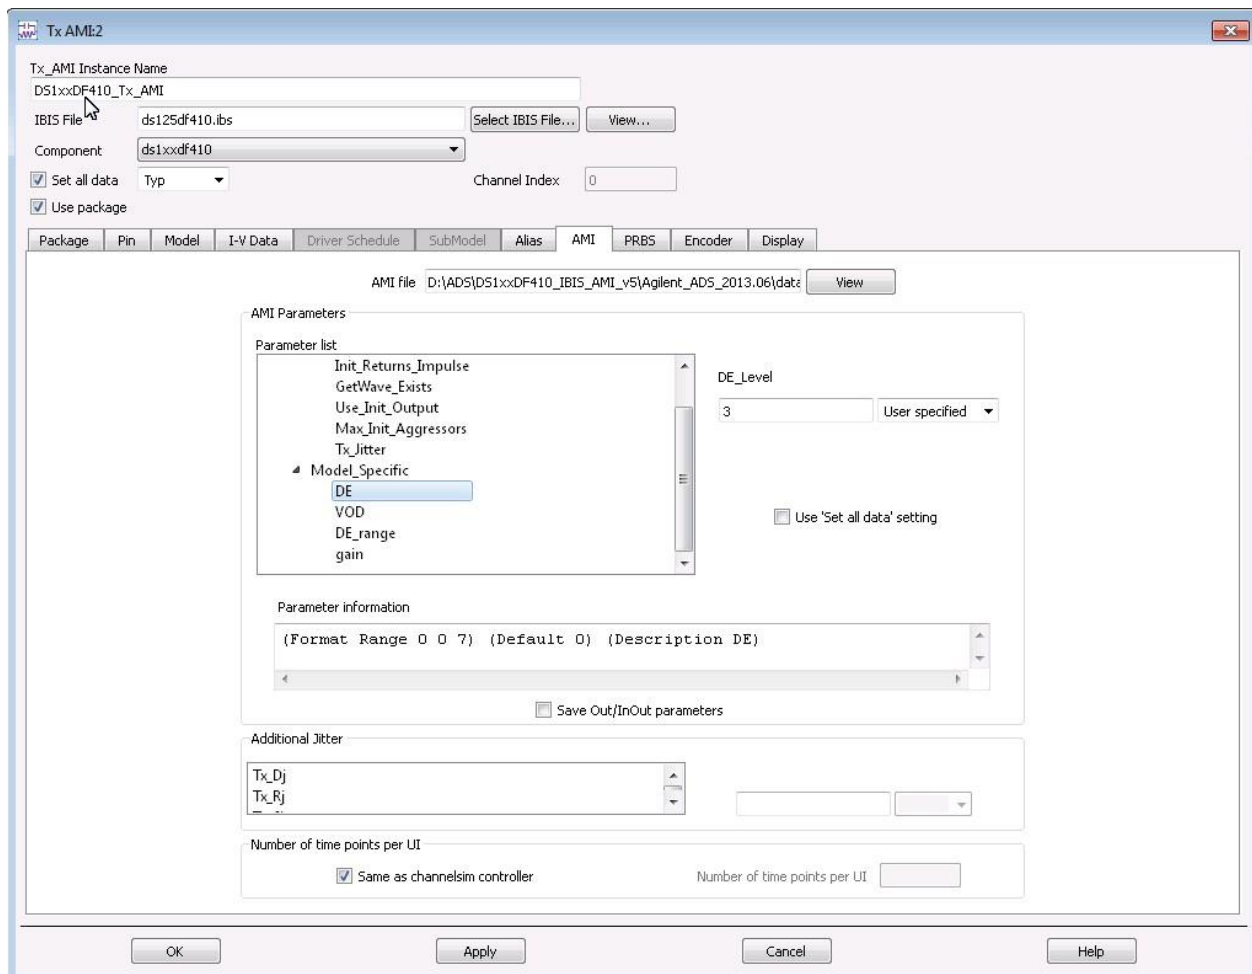 Tx AMI:2
Tx_AMI Instance Name
DS1xxDF410_Tx_AMI
IBIS File ds125df410.ibs Select IBIS File... View...
Component ds1xxdf410
Set all data Typ Channel Index 0
Use package
Package Pin Model I-V Data Driver Schedule SubModel Alias AMI PRBS Encoder Display
AMI file D:\ADS\DS1xxDF410_IBIS_AMI_v5\Agilent_ADS_2013.06\data View
AMI Parameters
Parameter list
Init_Returns_Impulse
GetWave_Exists
Use_Init_Output
Max_Init_Aggressors
Tx_Jitter
Model_Specific
DE
VOD
DE_range
gain
DE_Level
3 User specified
Use 'Set all data' setting
Parameter information
(Format Range 0 0 7) (Default 0) (Description DE)
Save Out/InOut parameters
Additional Jitter
Tx_Dj
Tx_Rj
Number of time points per UI
Same as channelsim controller Number of time points per UI
OK Apply Cancel Help